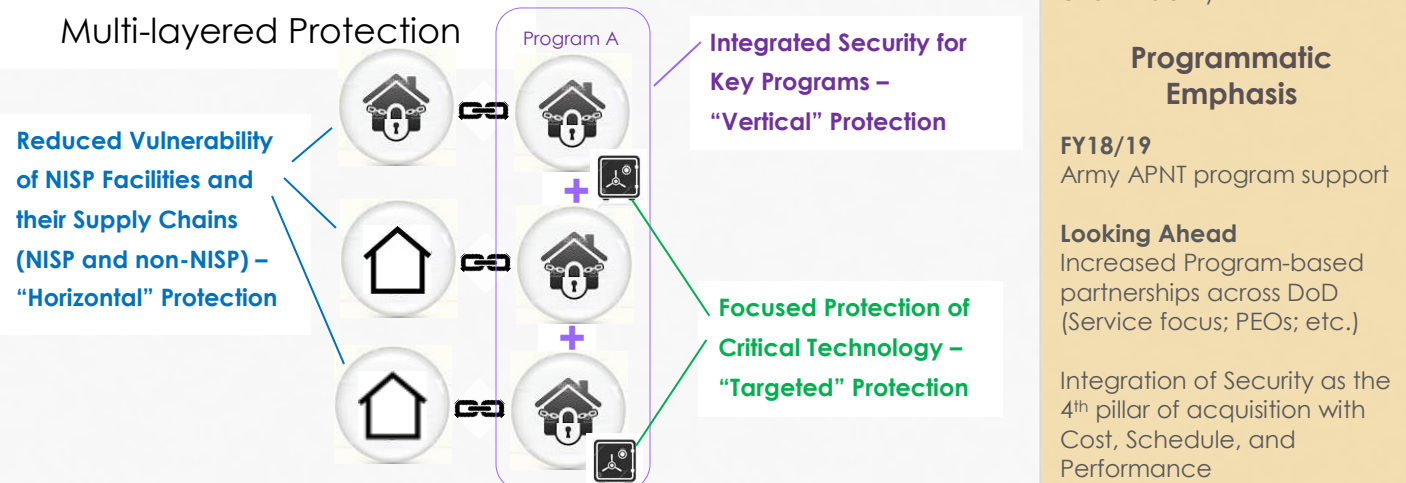 Multi-layered Protection
Program A
Reduced Vulnerability
of NISP Facilities and
their Supply Chains
(NISP and non-NISP) –
“Horizontal” Protection
Integrated Security for
Key Programs –
“Vertical” Protection
Focused Protection of
Critical Technology –
“Targeted” Protection
Programmatic
Emphasis
FY18/19
Army APNT program support
Looking Ahead
Increased Program-based
partnerships across DoD
(Service focus; PEOs; etc.)
Integration of Security as the
4th pillar of acquisition with
Cost, Schedule, and
Performance